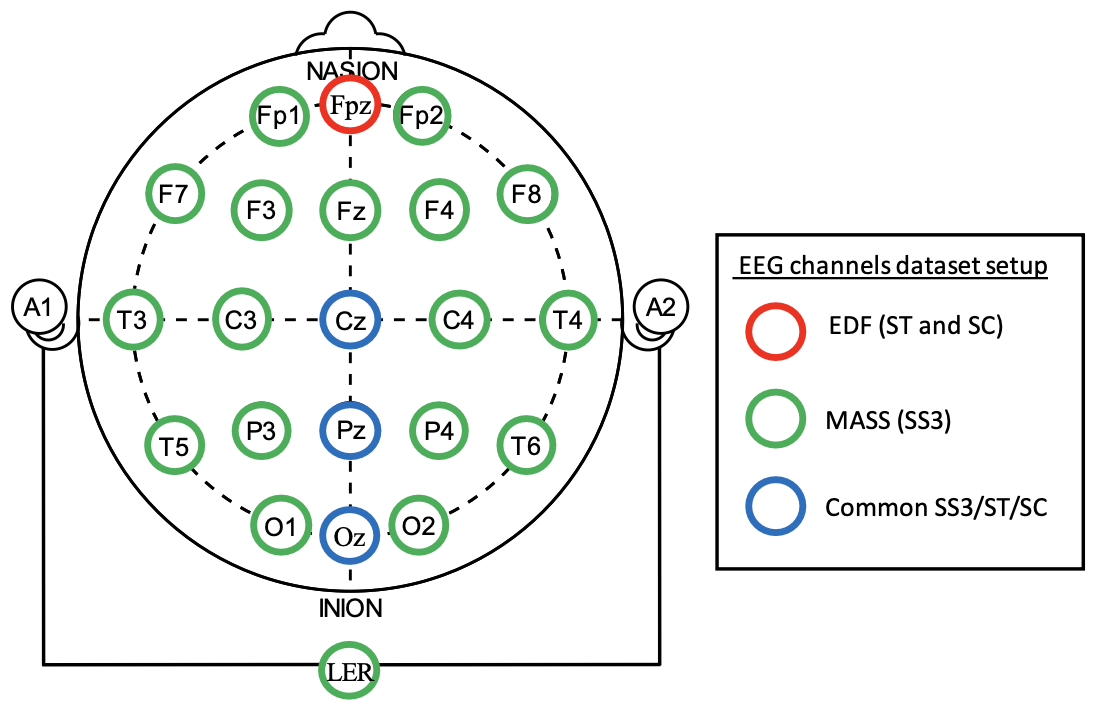 NASION
Fp1 Fpz Fp2
F7 F3 Fz F4 F8
A1 T3 C3 Cz C4 T4 A2
T5 P3 Pz P4 T6
O1 Oz O2
INION
LER
EEG channels dataset setup
EDF (ST and SC)
MASS (SS3)
Common SS3/ST/SC